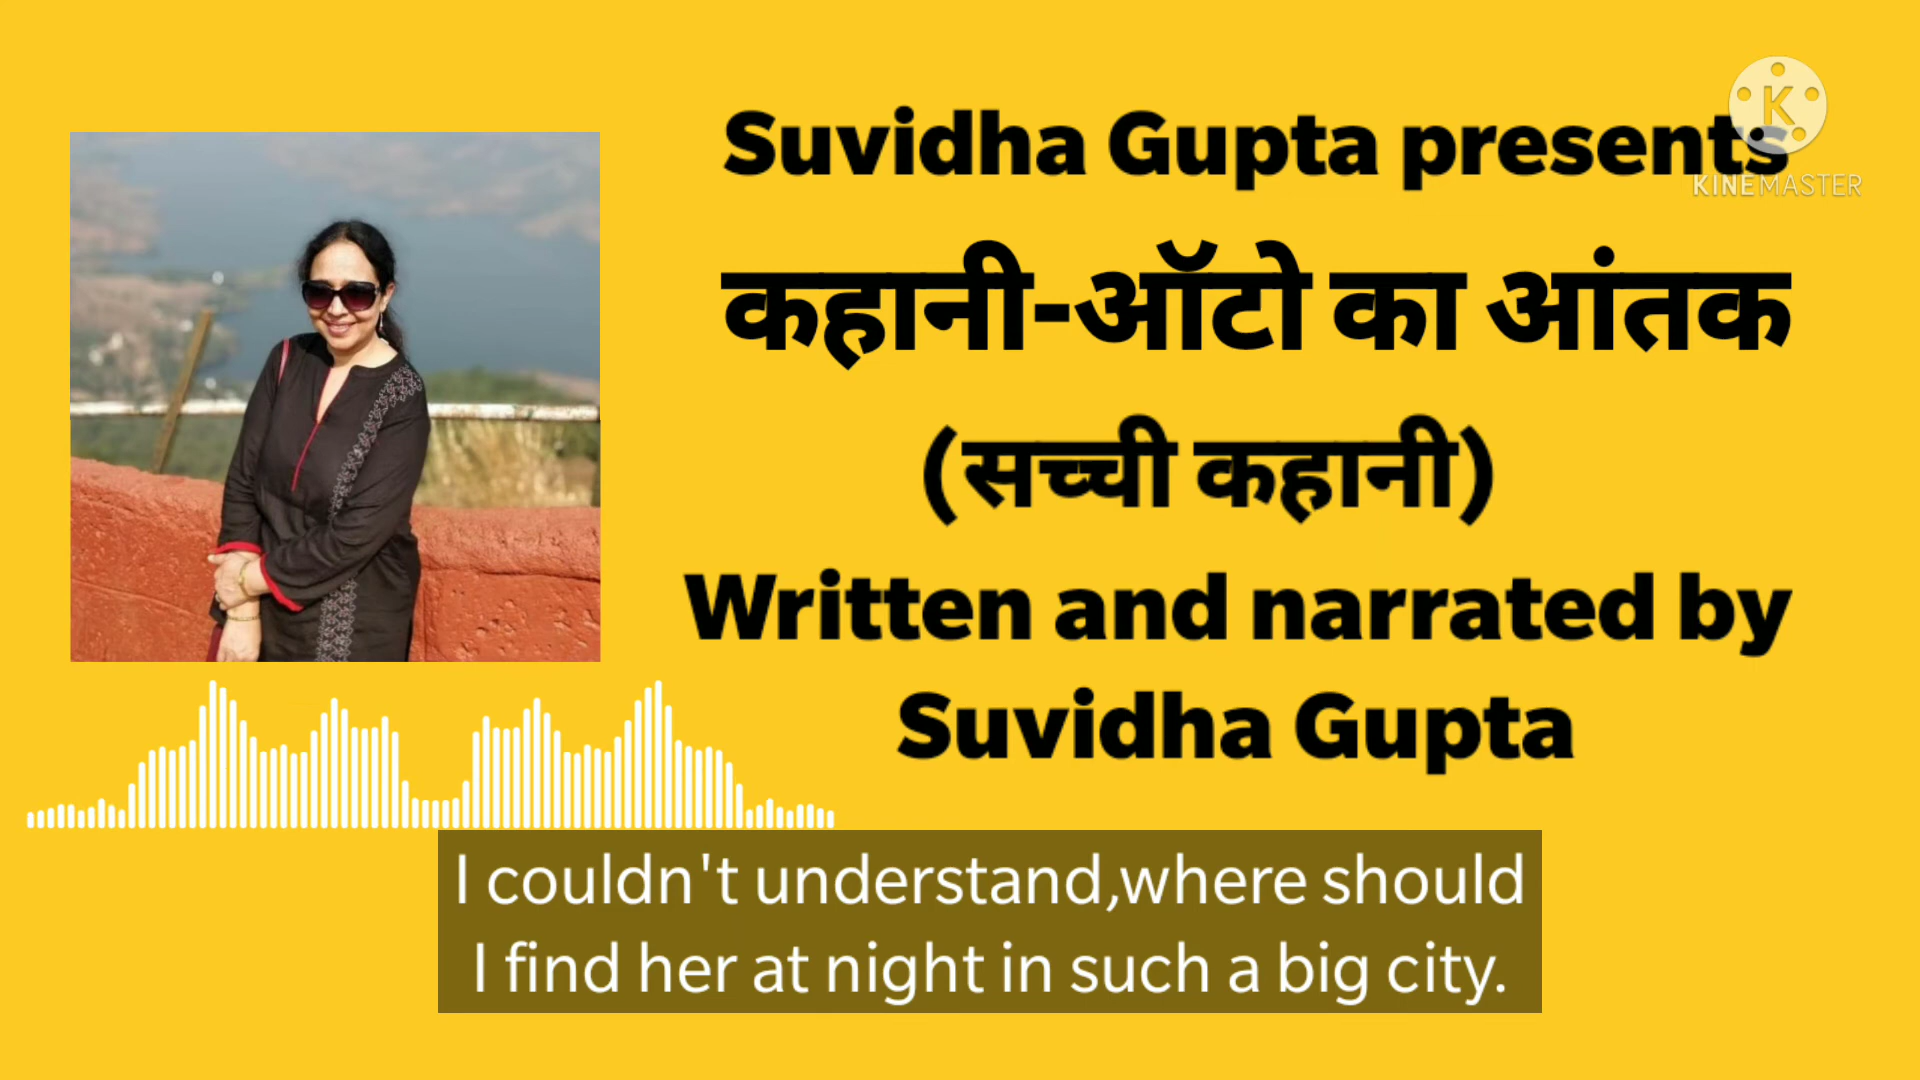 Suvidha Gupta presents
K
KINEMASTER
कहानी-ऑटो का आंतक
(सच्ची कहानी)
Written and narrated by
Suvidha Gupta
I couldn't understand,where should
I find her at night in such a big city.